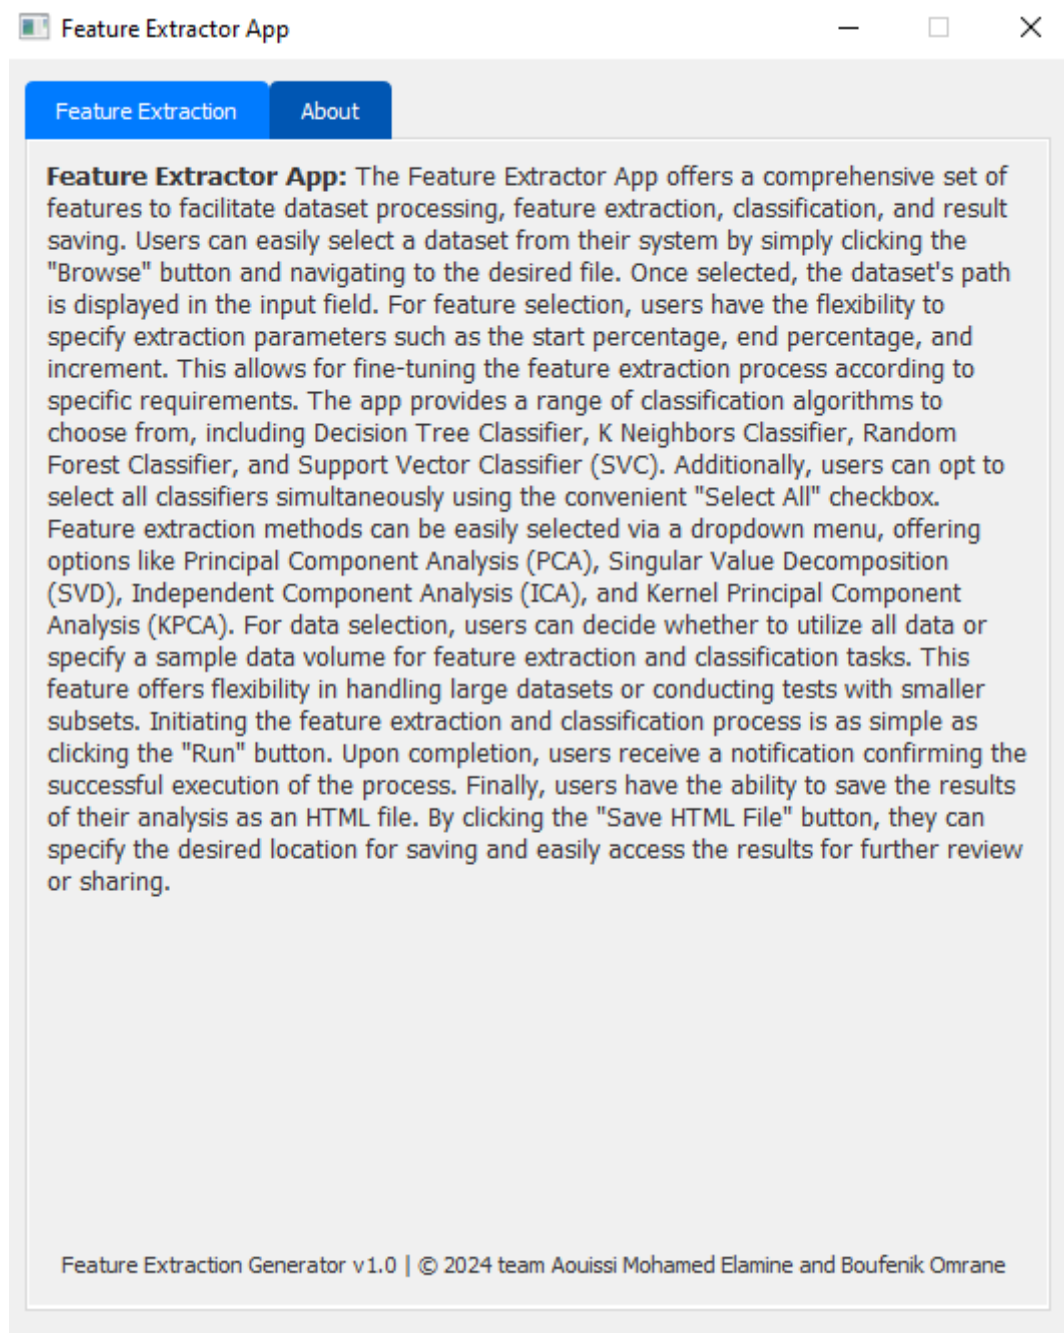 Feature Extractor App
Feature Extraction
About
Feature Extractor App: The Feature Extractor App offers a comprehensive set of
features to facilitate dataset processing, feature extraction, classification, and result
saving. Users can easily select a dataset from their system by simply clicking the
"Browse" button and navigating to the desired file. Once selected, the dataset's path
is displayed in the input field. For feature selection, users have the flexibility to
specify extraction parameters such as the start percentage, end percentage, and
increment. This allows for fine-tuning the feature extraction process according to
specific requirements. The app provides a range of classification algorithms to
choose from, including Decision Tree Classifier, K Neighbors Classifier, Random
Forest Classifier, and Support Vector Classifier (SVC). Additionally, users can opt to
select all classifiers simultaneously using the convenient "Select All" checkbox.
Feature extraction methods can be easily selected via a dropdown menu, offering
options like Principal Component Analysis (PCA), Singular Value Decomposition
(SVD), Independent Component Analysis (ICA), and Kernel Principal Component
Analysis (KPCA). For data selection, users can decide whether to utilize all data or
specify a sample data volume for feature extraction and classification tasks. This
feature offers flexibility in handling large datasets or conducting tests with smaller
subsets. Initiating the feature extraction and classification process is as simple as
clicking the "Run" button. Upon completion, users receive a notification confirming the
successful execution of the process. Finally, users have the ability to save the results
of their analysis as an HTML file. By clicking the "Save HTML File" button, they can
specify the desired location for saving and easily access the results for further review
or sharing.
Feature Extraction Generator v1.0 | © 2024 team Aouissi Mohamed Elamine and Boufenik Omrane